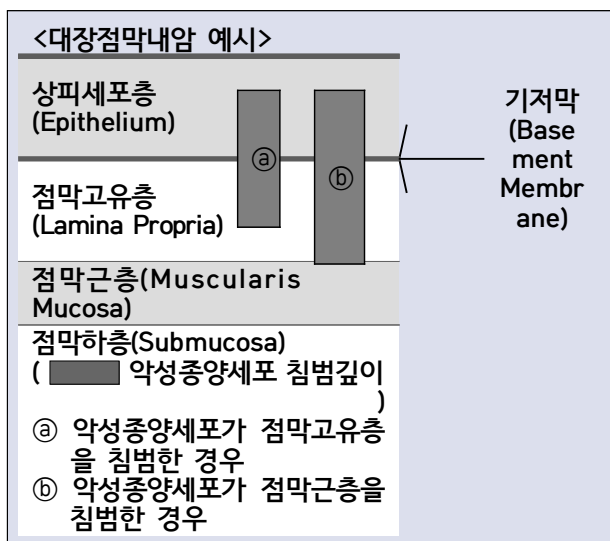 <대장점막내암 예시>
상피세포층
(Epithelium)
ⓐ
ⓑ
기저막
(Base
ment
Membr
ane)
점막고유층
(Lamina Propria)
점막근층(Muscularis
Mucosa)
점막하층(Submucosa)
( 악성종양세포 침범깊이
)
ⓐ 악성종양세포가 점막고유층
을 침범한 경우
ⓑ 악성종양세포가 점막근층을
침범한 경우